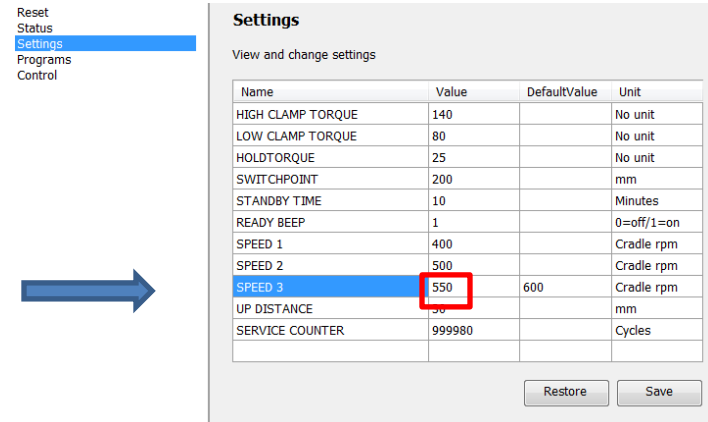 Reset
Status
Settings
Programs
Control
Settings
View and change settings
Name Value DefaultValue Unit
HIGH CLAMP TORQUE 140 No unit
LOW CLAMP TORQUE 80 No unit
HOLDTORQUE 25 No unit
SWITCHPOINT 200 mm
STANDBY TIME 10 Minutes
READY BEEP 1 0=off/1=on
SPEED 1 400 Cradle rpm
SPEED 2 500 Cradle rpm
SPEED 3 550 600 Cradle rpm
UP DISTANCE mm
SERVICE COUNTER 999980 Cycles
Restore Save